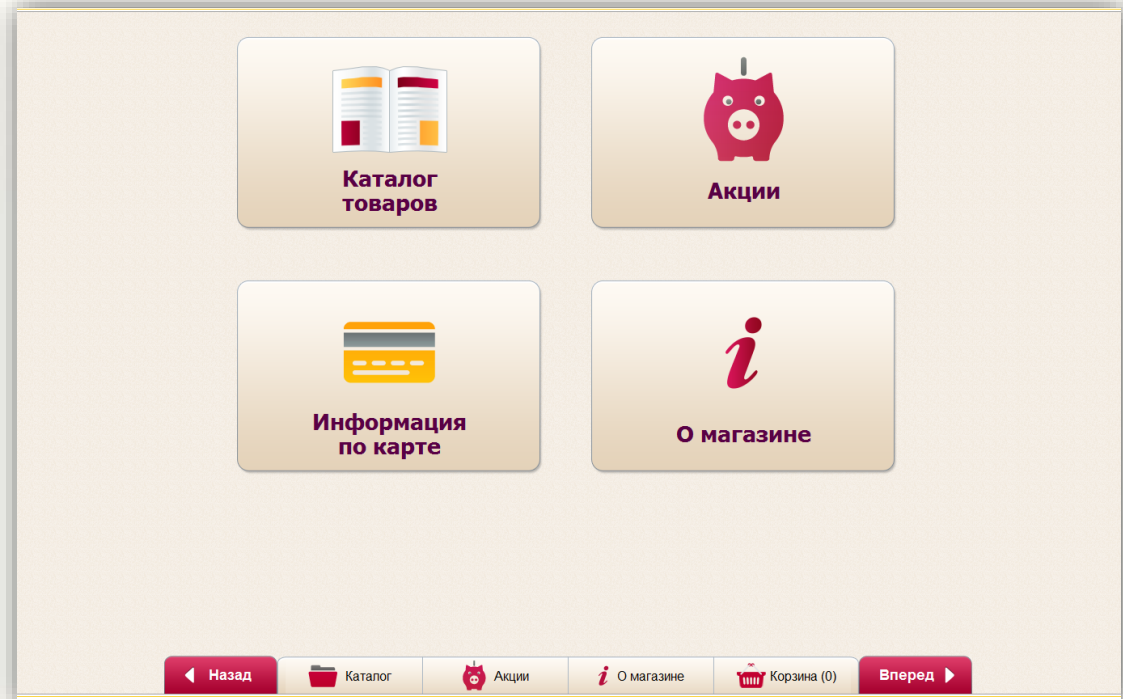 Каталог
товаров
Акции
Информация
по карте
О магазине
Назад
Каталог
Акции
О магазине
Корзина (0)
Вперед